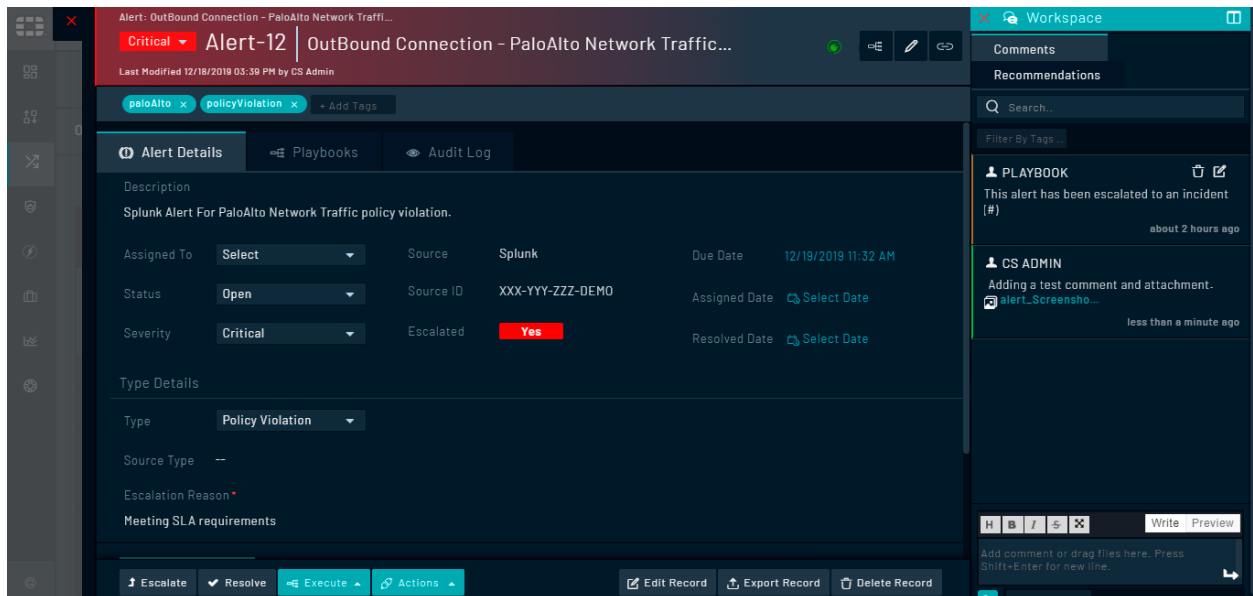 Alert: OutBound Connection - PaloAlto Network Traffi...
Critical
Alert-12
OutBound Connection - PaloAlto Network Traffic...
Last Modified 12/18/2019 03:39 PM by CS Admin
paloAlto ×
policyViolation ×
+ Add Tags
Alert Details
Playbooks
Audit Log
Description
Splunk Alert For PaloAlto Network Traffic policy violation.
Assigned To Select
Source Splunk
Due Date 12/19/2019 11:32 AM
Status Open
Source ID XXX-YYY-ZZZ-DEMO
Assigned Date Select Date
Severity Critical
Escalated Yes
Resolved Date Select Date
Type Details
Type Policy Violation
Source Type --
Escalation Reason*
Meeting SLA requirements
Escalate
Resolve
Execute
Actions
Edit Record
Export Record
Delete Record
Workspace
Comments
Recommendations
Search..
Filter By Tags ..
PLAYBOOK
This alert has been escalated to an incident
(#)
about 2 hours ago
CS ADMIN
Adding a test comment and attachment.
alert_Screensho...
less than a minute ago
H B I S
Write Preview
Add comment or drag files here. Press
Shift+Enter for new line.